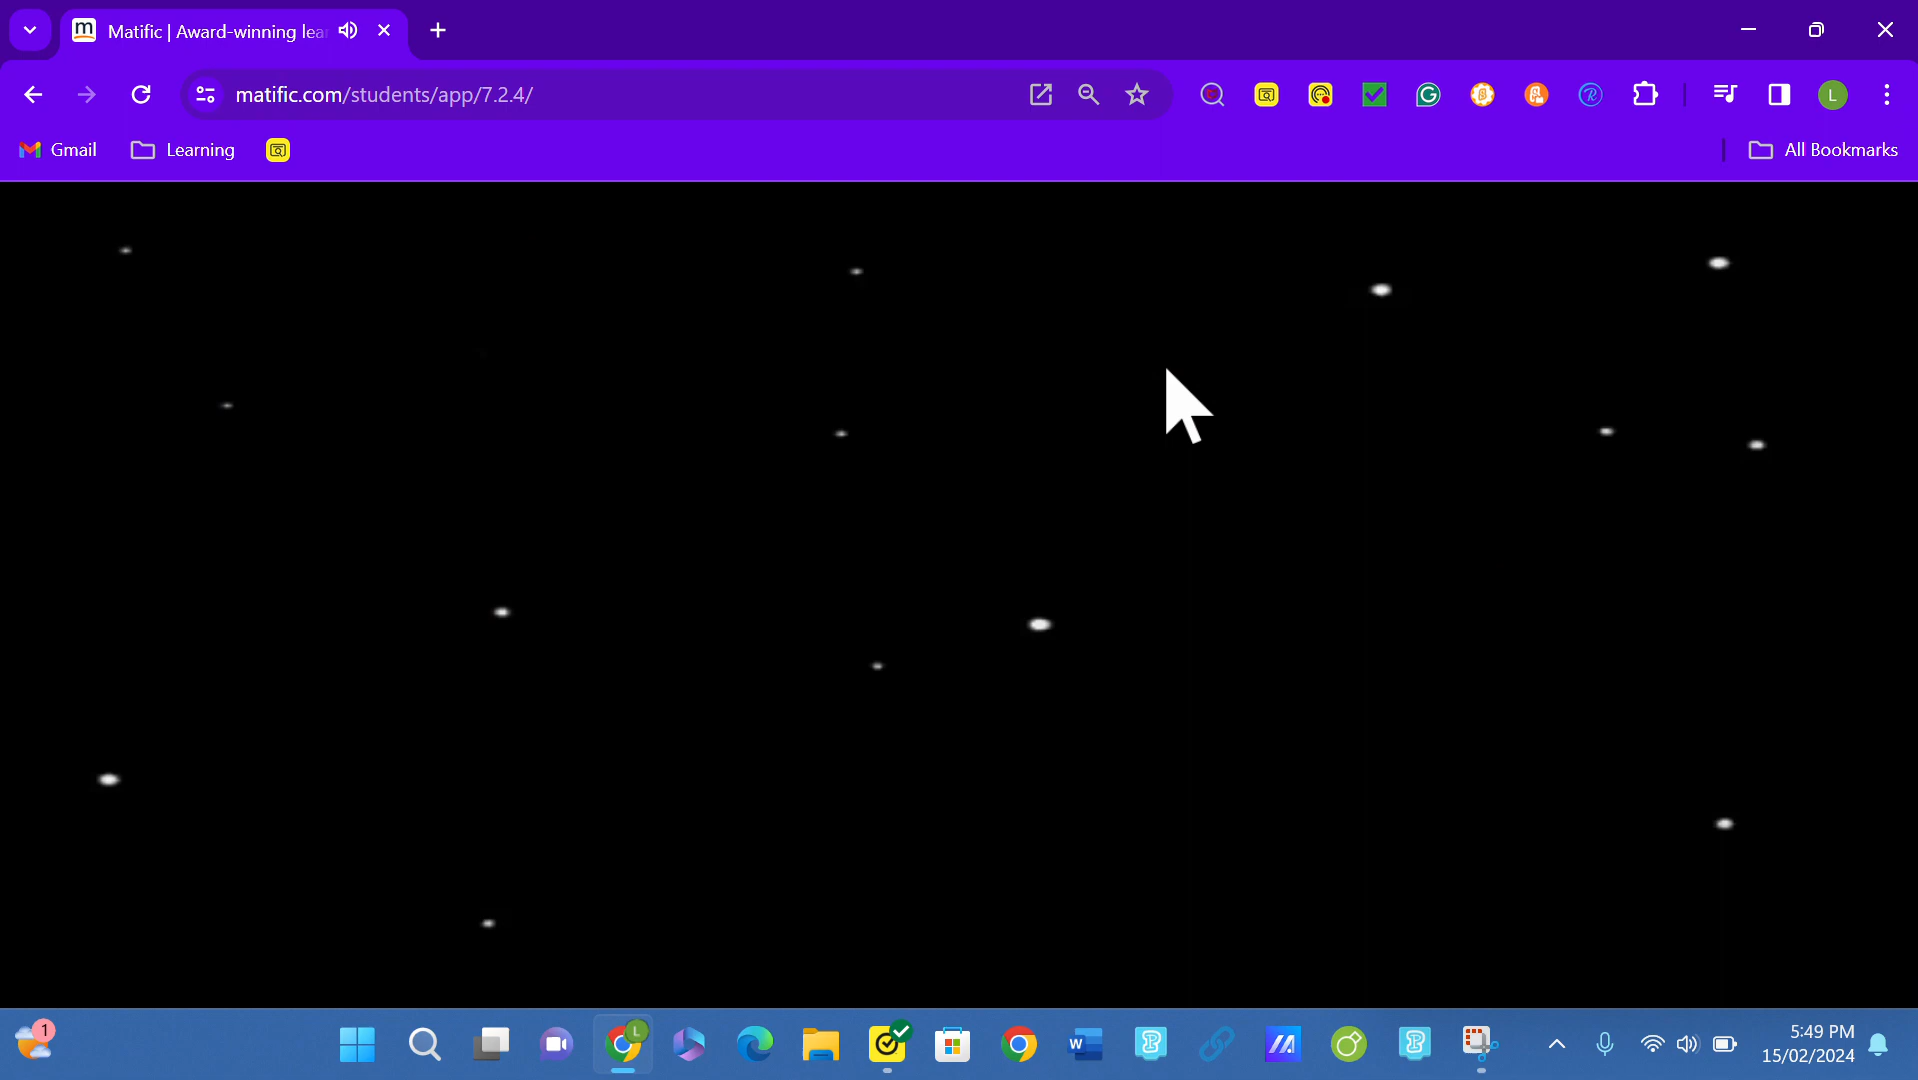 Matific | Award-winning lea
matific.com/students/app/7.2.4/
L
Gmail
Learning
All Bookmarks
1
L
5:49 PM
15/02/2024